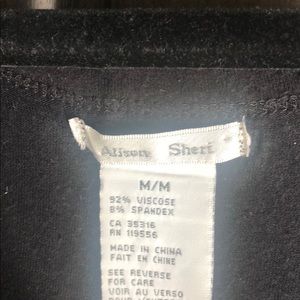 Alison Sheri
M/M
92% VISCOSE
8% SPANDEX
CA 35316
RN 119556
MADE IN CHINA
FAIT EN CHINE
SEE REVERSE
FOR CARE
VOIR AU VERSO